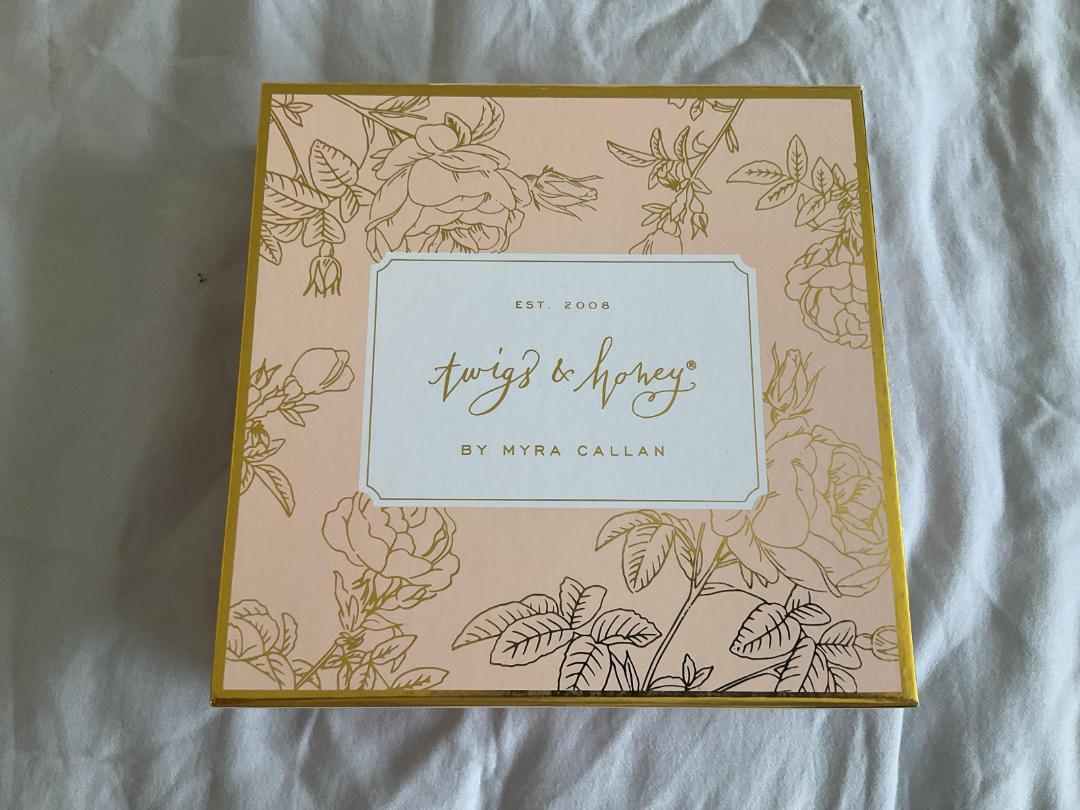 EST. 2008
twigs & honey®
BY MYRA CALLAN